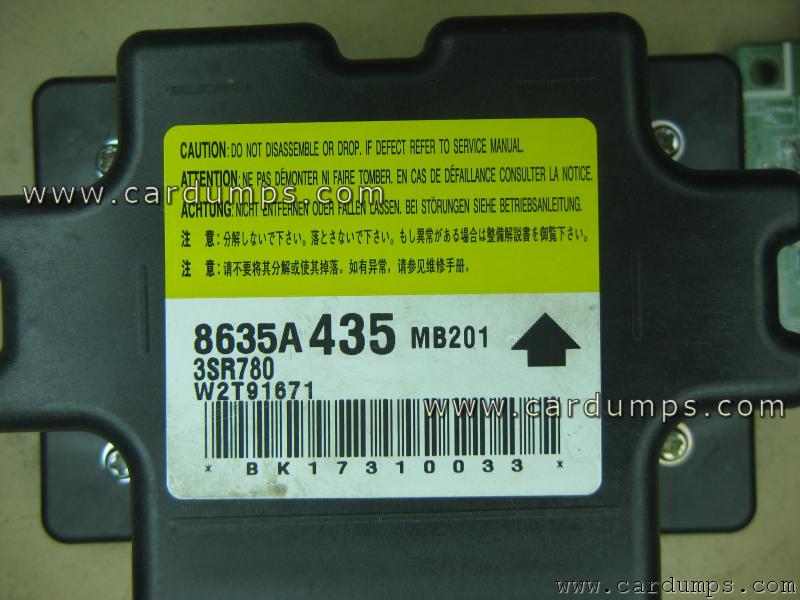 CAUTION: DO NOT DISASSEMBLE OR DROP. IF DEFECT REFER TO SERVICE MANUAL.
ATTENTION: NE PAS DÉMONTER NI FAIRE TOMBER. EN CAS DE DÉFAILLANCE CONSULTER LA NOTICE.
www.cardumps.com
ACHTUNG: NICHT ENTFERNEN ODER FALLEN LASSEN. BEI STÖRUNGEN SIEHE BETRIEBSANLEITUNG.
注 意:分解しないで下さい。落とさないで下さい。もし異常がある場合は整備解説書を御覧下さい。
注 意:请不要将其分解或使其掉落。如有异常,请参见维修手册.
8635A 435 MB201
3SR780
W2T91671
www.cardumps.com
* BK17310033 *
www.cardumps.com